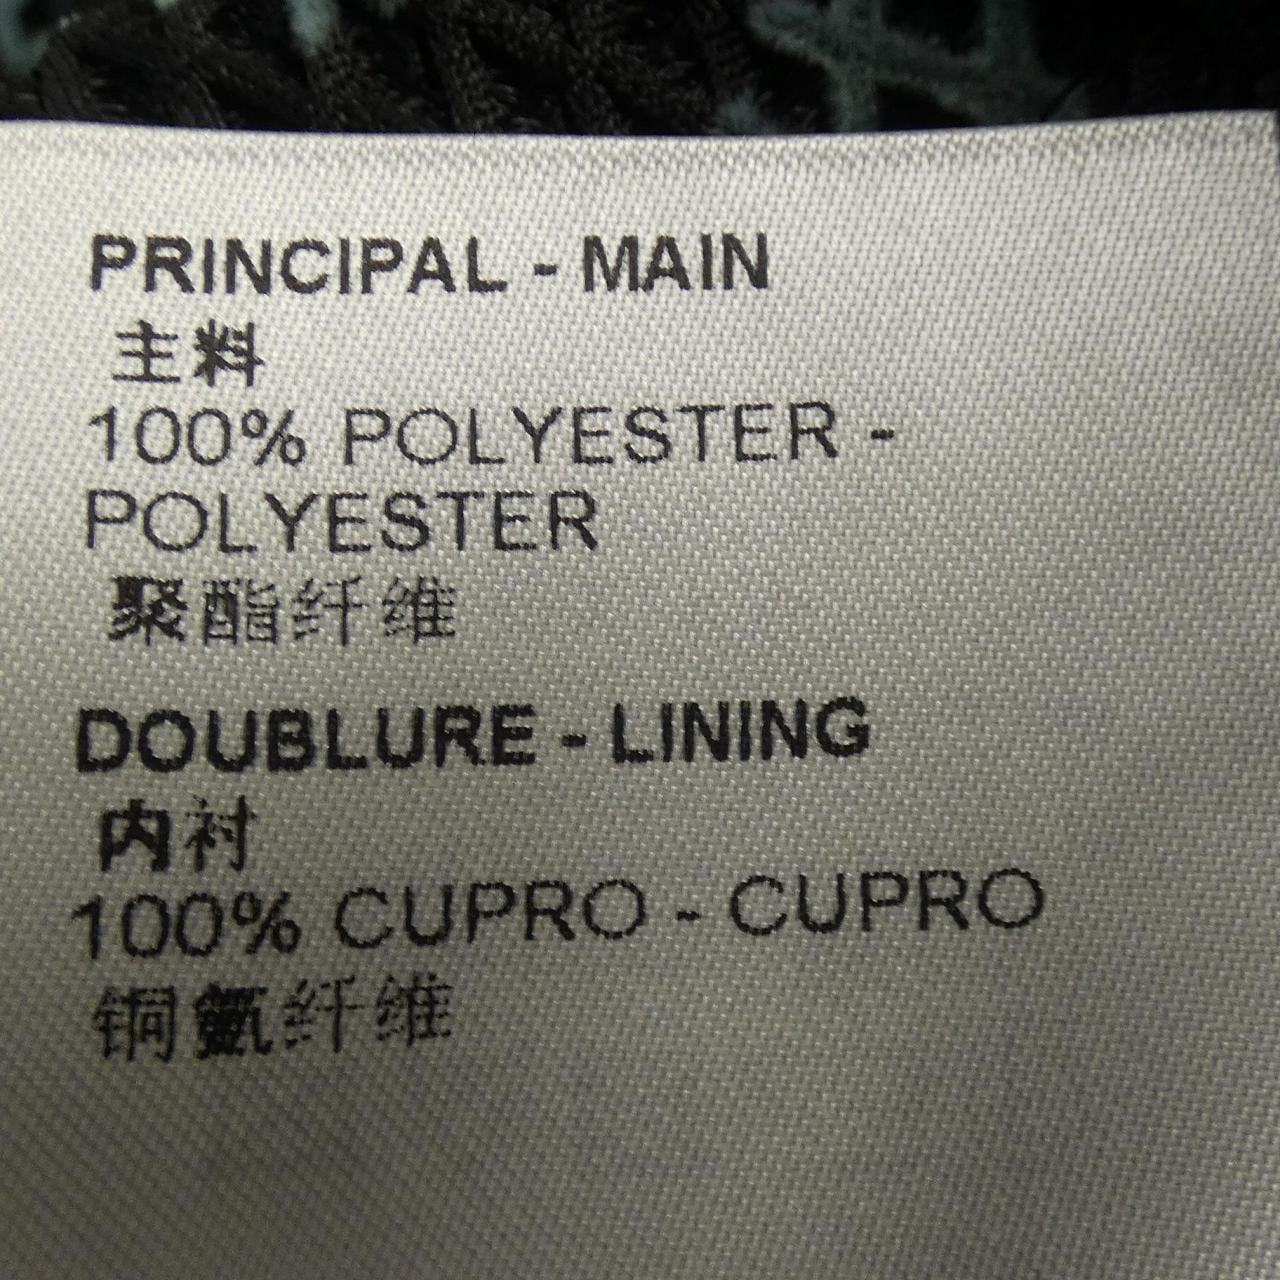 PRINCIPAL - MAIN
主料
100% POLYESTER -
POLYESTER
聚酯纤维
DOUBLURE - LINING
内衬
100% CUPRO - CUPRO
铜氨纤维